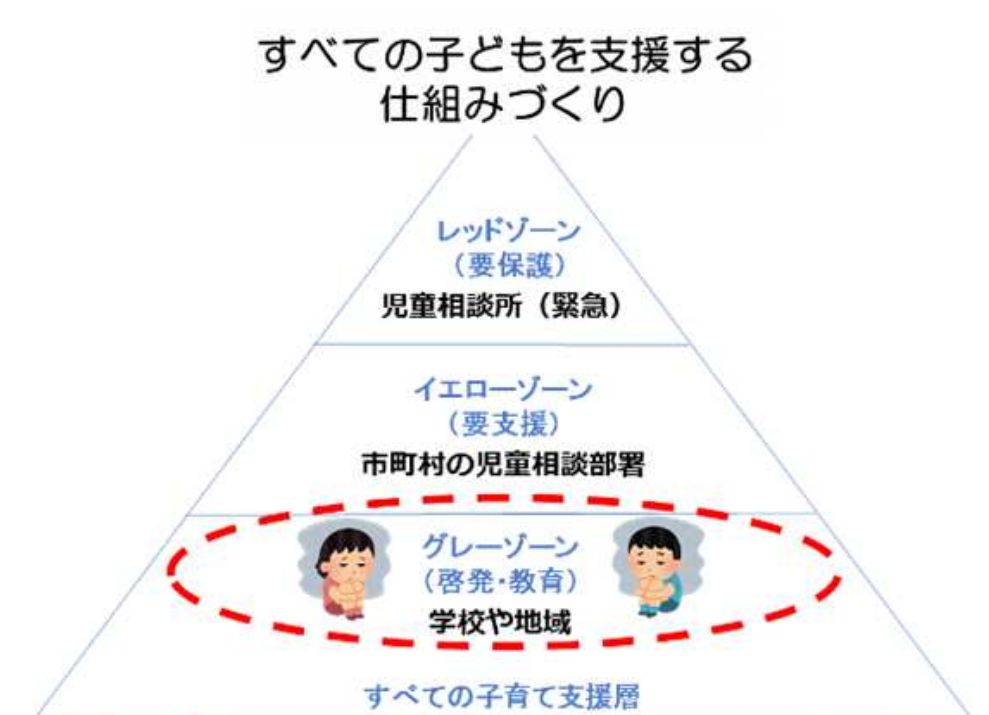 すべての子どもを支援する
仕組みづくり
レッドゾーン
（要保護）
児童相談所（緊急）
イエローゾーン
（要支援）
市町村の児童相談部署
グレーゾーン
（啓発・教育）
学校や地域
すべての子育て支援層